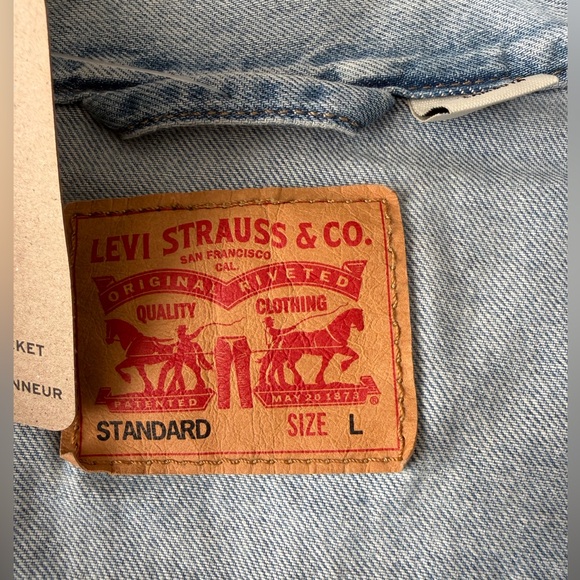 LEVI STRAUSS & CO.
SAN FRANCISCO
CAL.
ORIGINAL RIVETED
QUALITY CLOTHING
PATENTED MAY 20 1873
®
STANDARD SIZE L
KET
NNEUR